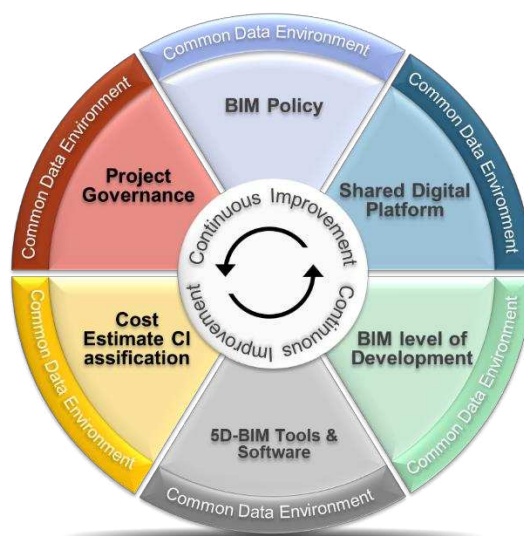 Common Data Environment
BIM Policy
Common Data Environment
Shared Digital
Platform
Common Data Environment
BIM level of
Development
Common Data Environment
5D-BIM Tools &
Software
Common Data Environment
Cost
Estimate Cl
assification
Common Data Environment
Project
Governance
Continuous Improvement
Continuous Improvement